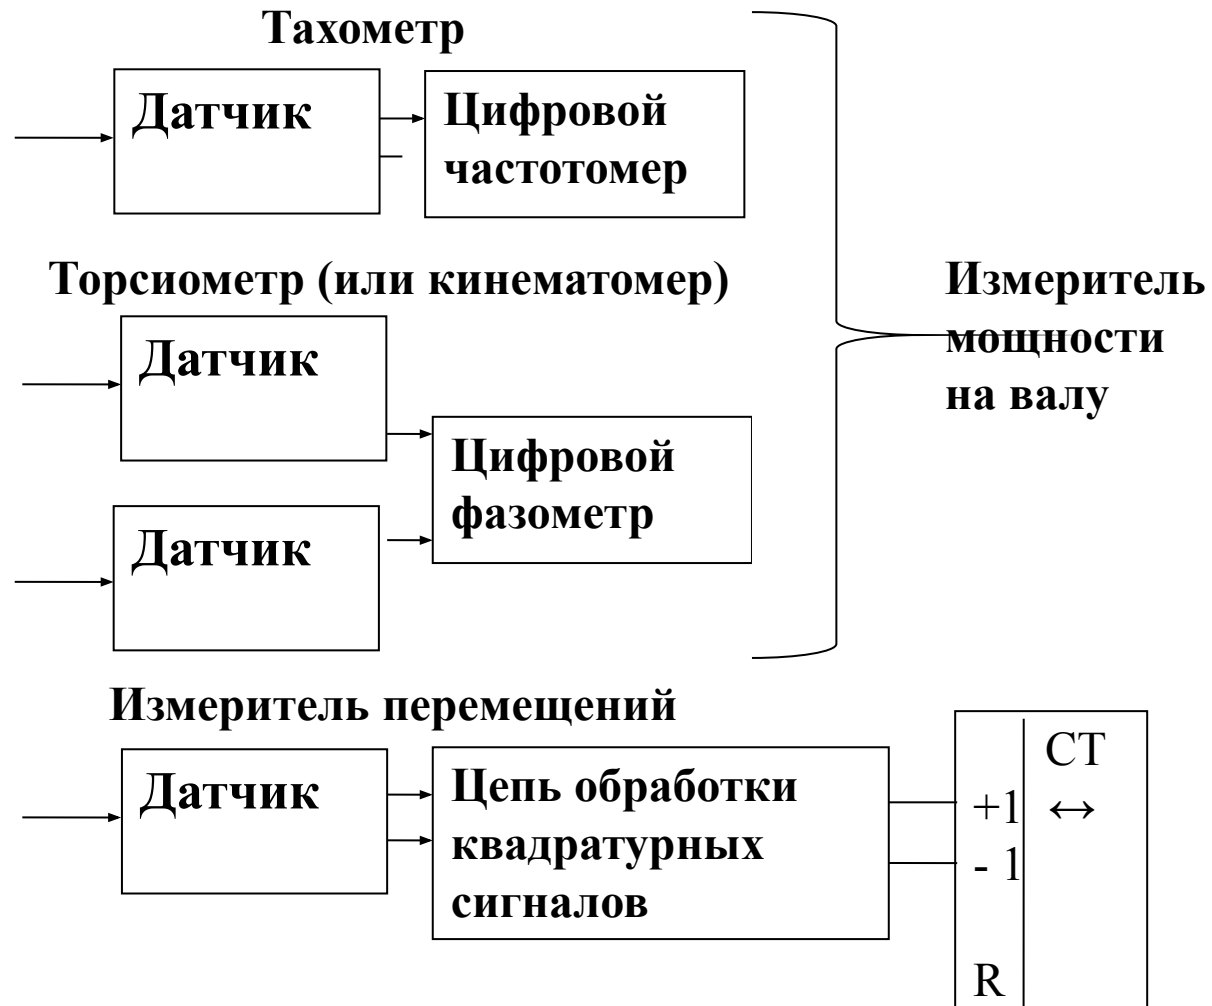 Тахометр
Датчик
Цифровой
частотомер
Торсиометр (или кинематомер)
Датчик
Цифровой
фазометр
Датчик
Измеритель
мощности
на валу
Измеритель перемещений
Датчик
Цепь обработки
квадратурных
сигналов
CT
+1 ↔
- 1
R